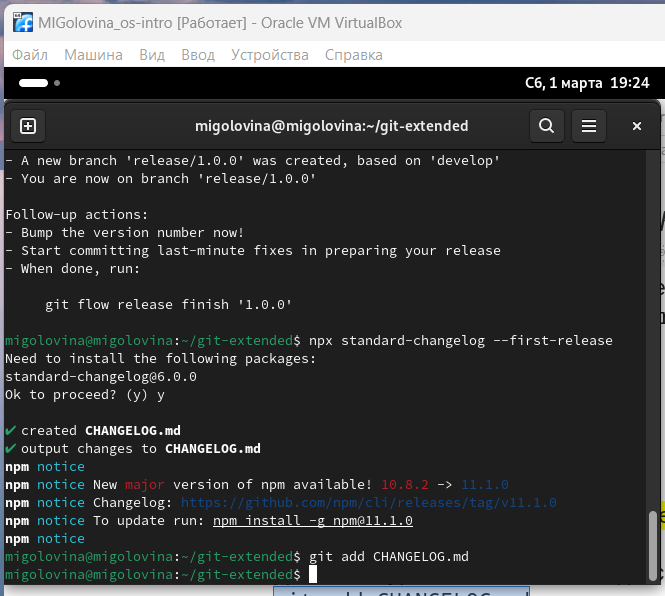 MIGolovina_os-intro [Работает] - Oracle VM VirtualBox
Файл Машина Вид Ввод Устройства Справка
Сб, 1 марта 19:24
migolovina@migolovina:~/git-extended
- A new branch 'release/1.0.0' was created, based on 'develop'
- You are now on branch 'release/1.0.0'
Follow-up actions:
- Bump the version number now!
- Start committing last-minute fixes in preparing your release
- When done, run:
git flow release finish '1.0.0'
migolovina@migolovina:~/git-extended$ npx standard-changelog --first-release
Need to install the following packages:
standard-changelog@6.0.0
Ok to proceed? (y) y
✔ created CHANGELOG.md
✔ output changes to CHANGELOG.md
npm notice
npm notice New major version of npm available! 10.8.2 -> 11.1.0
npm notice Changelog: https://github.com/npm/cli/releases/tag/v11.1.0
npm notice To update run: npm install -g npm@11.1.0
npm notice
migolovina@migolovina:~/git-extended$ git add CHANGELOG.md
migolovina@migolovina:~/git-extended$